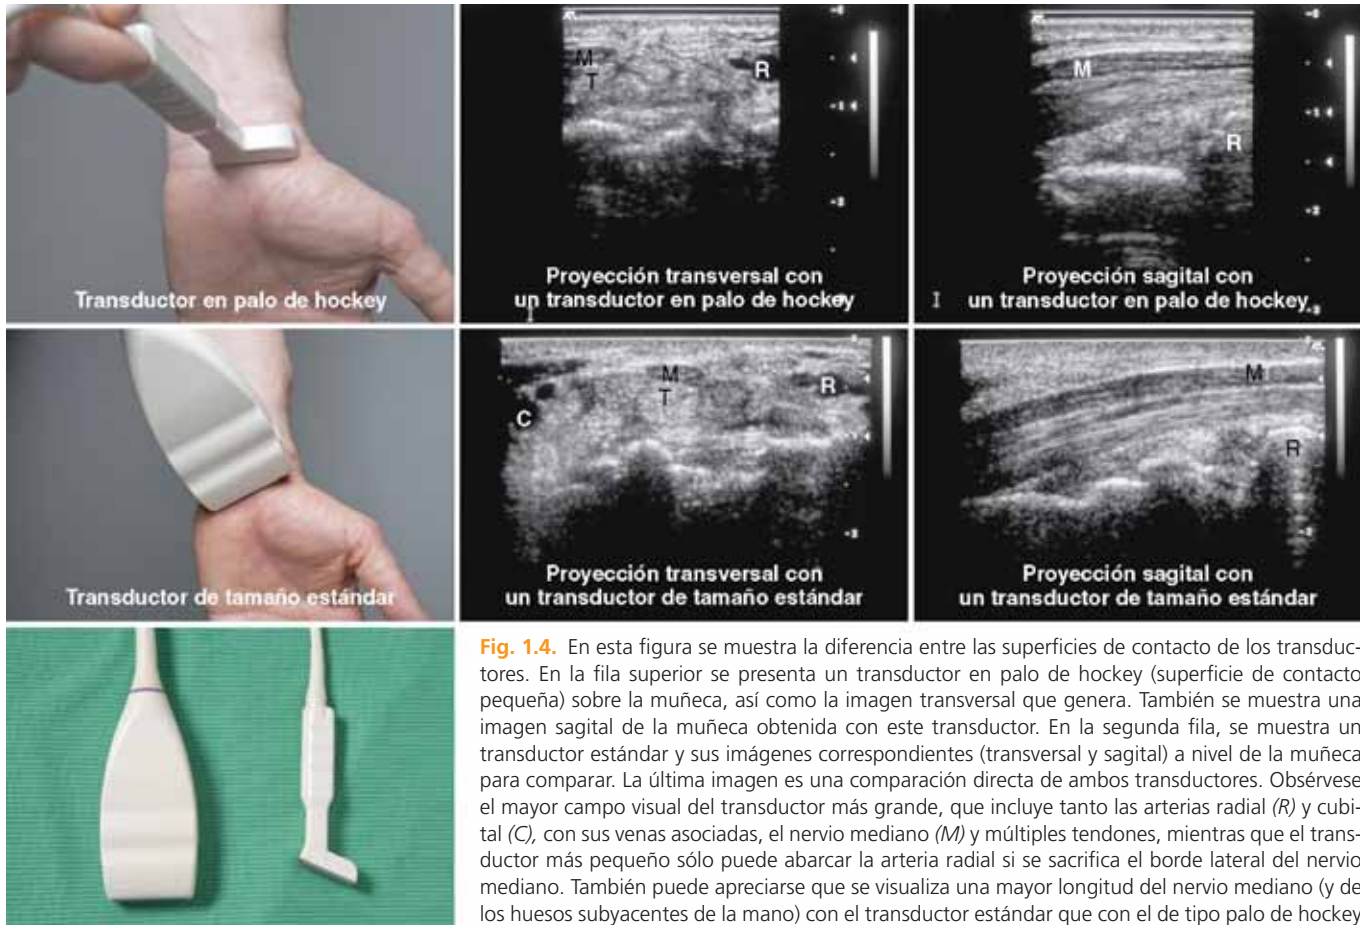 M
T
R
M
R
Transductor en palo de hockey
Proyección transversal con
un transductor en palo de hockey
Proyección sagital con
un transductor en palo de hockey
M
T
R
C
M
R
Transductor de tamaño estándar
Proyección transversal con
un transductor de tamaño estándar
Proyección sagital con
un transductor de tamaño estándar
Fig. 1.4. En esta figura se muestra la diferencia entre las superficies de contacto de los transduc-
tores. En la fila superior se presenta un transductor en palo de hockey (superficie de contacto
pequeña) sobre la muñeca, así como la imagen transversal que genera. También se muestra una
imagen sagital de la muñeca obtenida con este transductor. En la segunda fila, se muestra un
transductor estándar y sus imágenes correspondientes (transversal y sagital) a nivel de la muñeca
para comparar. La última imagen es una comparación directa de ambos transductores. Obsérvese
el mayor campo visual del transductor más grande, que incluye tanto las arterias radial (R) y cubi-
tal (C), con sus venas asociadas, el nervio mediano (M) y múltiples tendones, mientras que el trans-
ductor más pequeño sólo puede abarcar la arteria radial si se sacrifica el borde lateral del nervio
mediano. También puede apreciarse que se visualiza una mayor longitud del nervio mediano (y de
los huesos subyacentes de la mano) con el transductor estándar que con el de tipo palo de hockey